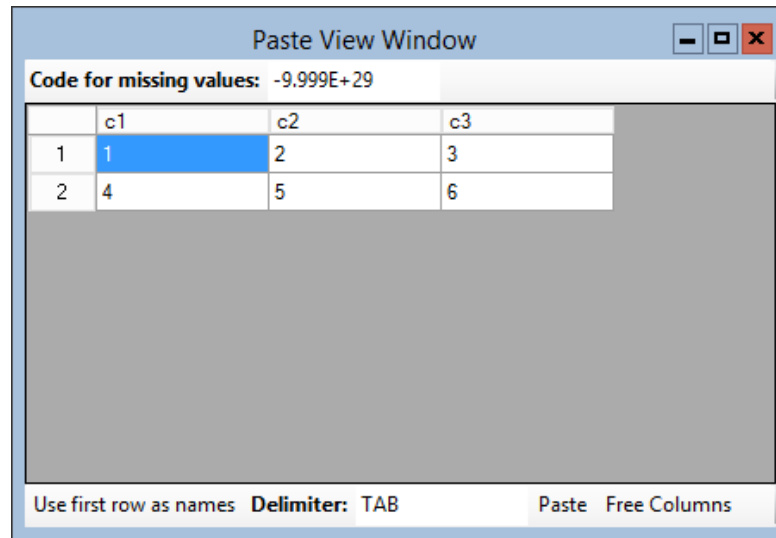 Paste View Window
Code for missing values: -9.999E+29
c1 c2 c3
1 1 2 3
2 4 5 6
Use first row as names Delimiter: TAB Paste Free Columns